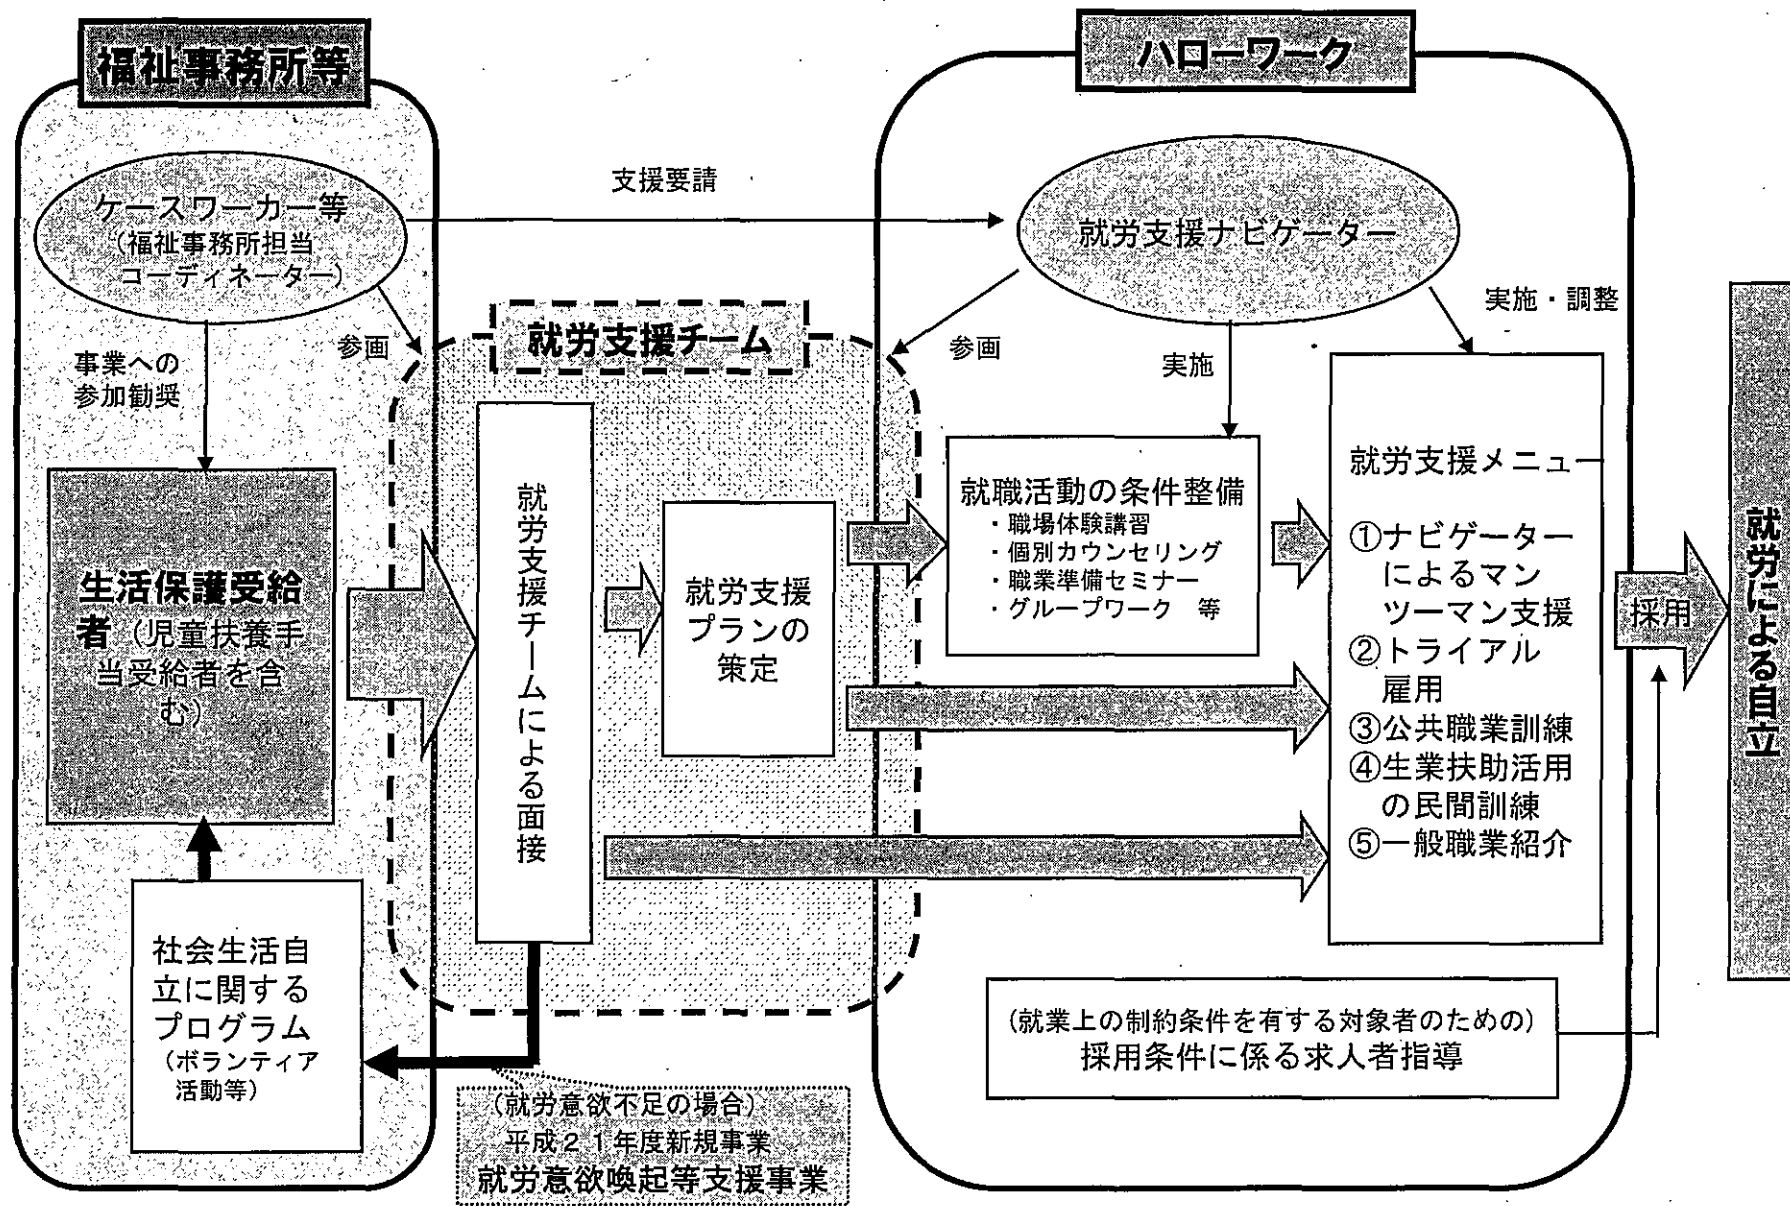 福祉事務所等
ケースワーカー等
(福祉事務所担当
コーディネーター)
事業への
参加勧奨
参画
生活保護受給
者（児童扶養手
当受給者を含
む）
社会生活自
立に関する
プログラム
（ボランティア
活動等）
支援要請
就労支援チーム
就労支援チームによる面接
就労支援
プランの
策定
(就労意欲不足の場合)
平成２１年度新規事業
就労意欲喚起等支援事業
ハローワーク
就労支援ナビゲーター
参画
実施
実施・調整
就職活動の条件整備
・職場体験講習
・個別カウンセリング
・職業準備セミナー
・グループワーク　等
就労支援メニュー
①ナビゲーター
によるマン
ツーマン支援
②トライアル
雇用
③公共職業訓練
④生業扶助活用
の民間訓練
⑤一般職業紹介
(就業上の制約条件を有する対象者のための)
採用条件に係る求人者指導
採用
就労による自立